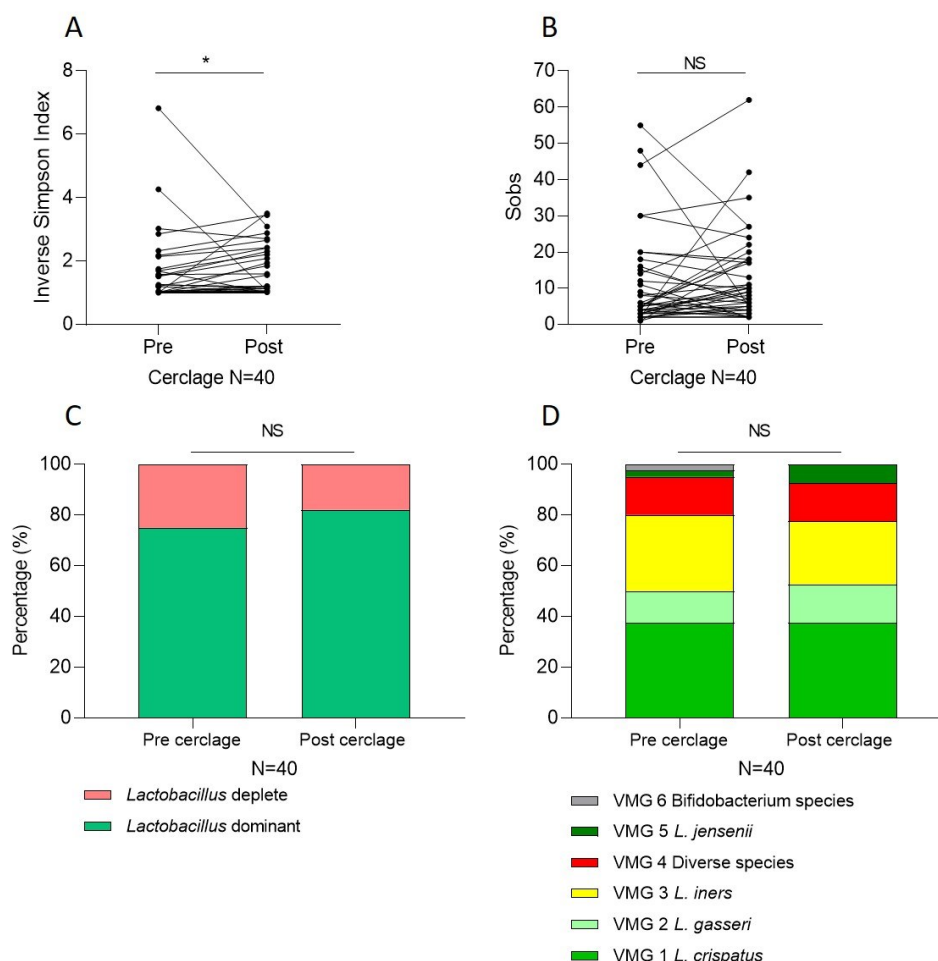 A
*
Inverse Simpson Index
8
6
4
2
0
Pre
Post
Cerclage N=40
B
NS
Sobs
70
60
50
40
30
20
10
0
Pre
Post
Cerclage N=40
C
NS
Percentage (%)
100
80
60
40
20
0
Pre cerclage
Post cerclage
N=40
Lactobacillus deplete
Lactobacillus dominant
D
NS
Percentage (%)
100
80
60
40
20
0
Pre cerclage
Post cerclage
N=40
VMG 6 Bifidobacterium species
VMG 5 L. jensenii
VMG 4 Diverse species
VMG 3 L. iners
VMG 2 L. gasseri
VMG 1 L. crispatus